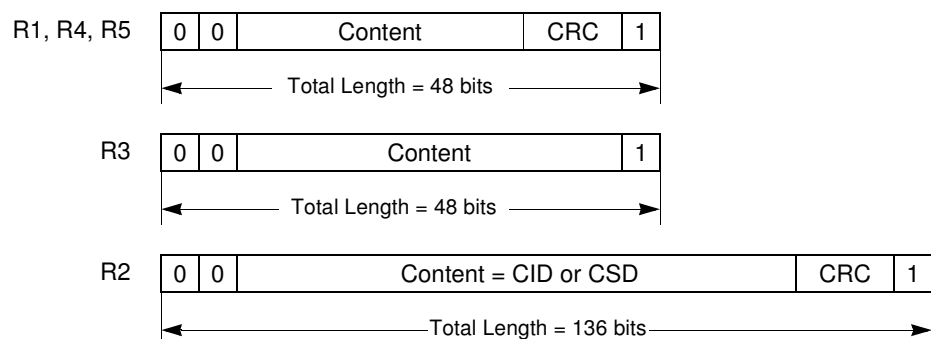 R1, R4, R5 0 0 Content CRC 1
Total Length = 48 bits
R3 0 0 Content 1
Total Length = 48 bits
R2 0 0 Content = CID or CSD CRC 1
Total Length = 136 bits